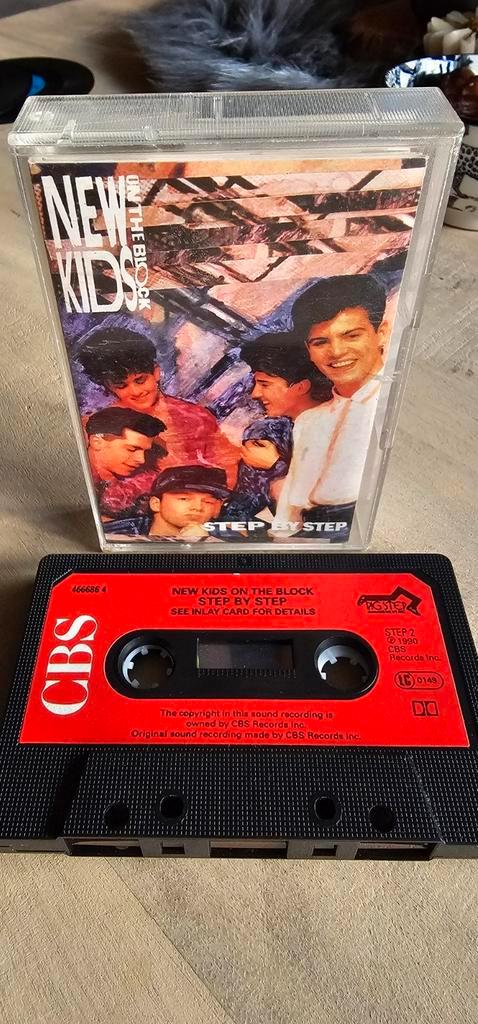 NEW KIDS
ON THE BLOCK
STEP BY STEP
466686 4
NEW KIDS ON THE BLOCK
STEP BY STEP
SEE INLAY CARD FOR DETAILS
CBS
BIG STEP
STEP 2
℗ 1990
CBS
Records Inc.
LC 0149
The copyright in this sound recording is
owned by CBS Records Inc.
Original sound recording made by CBS Records Inc.